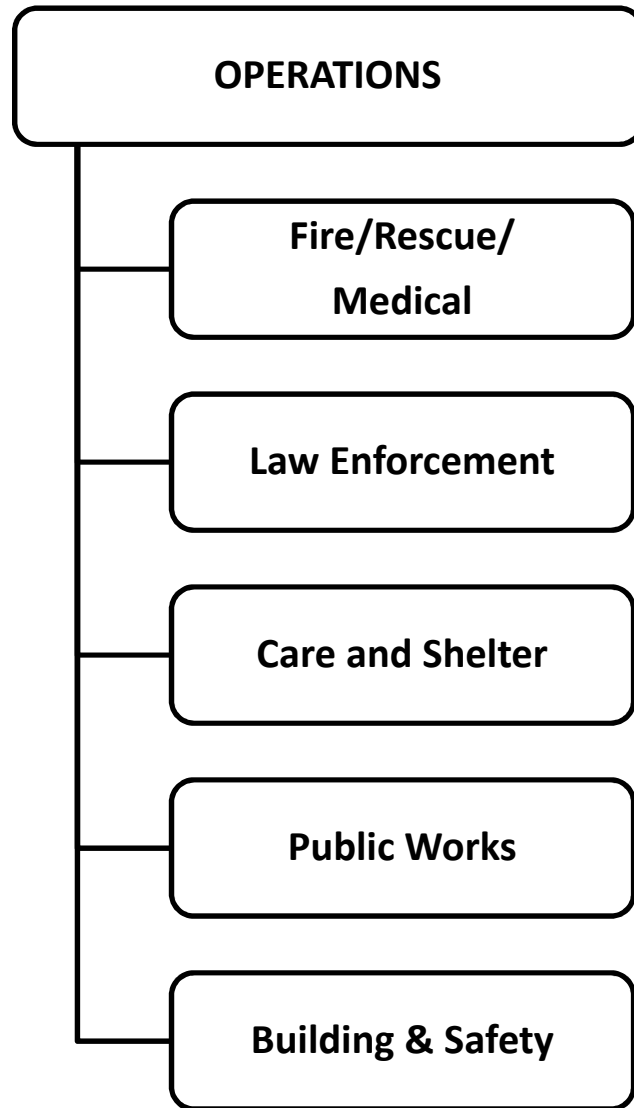 OPERATIONS
Fire/Rescue/
Medical
Law Enforcement
Care and Shelter
Public Works
Building & Safety